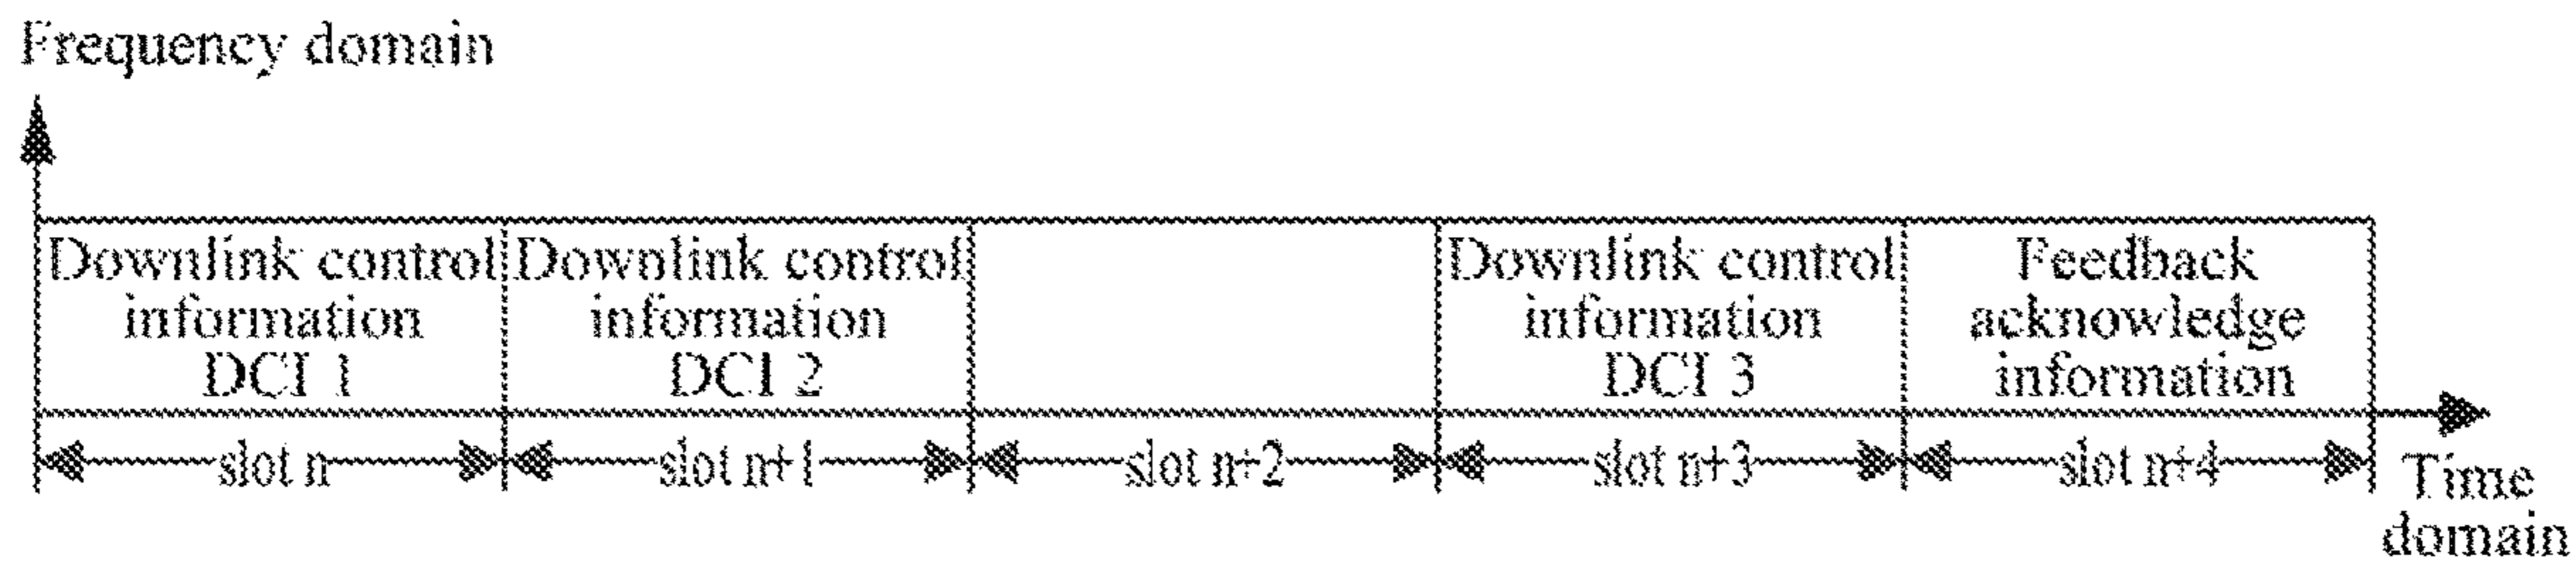 Frequency domain
Downlink control
information
DCI 1
Downlink control
information
DCI 2
Downlink control
information
DCI 3
Feedback
acknowledge
information
slot n
slot n+1
slot n+2
slot n+3
slot n+4
Time
domain